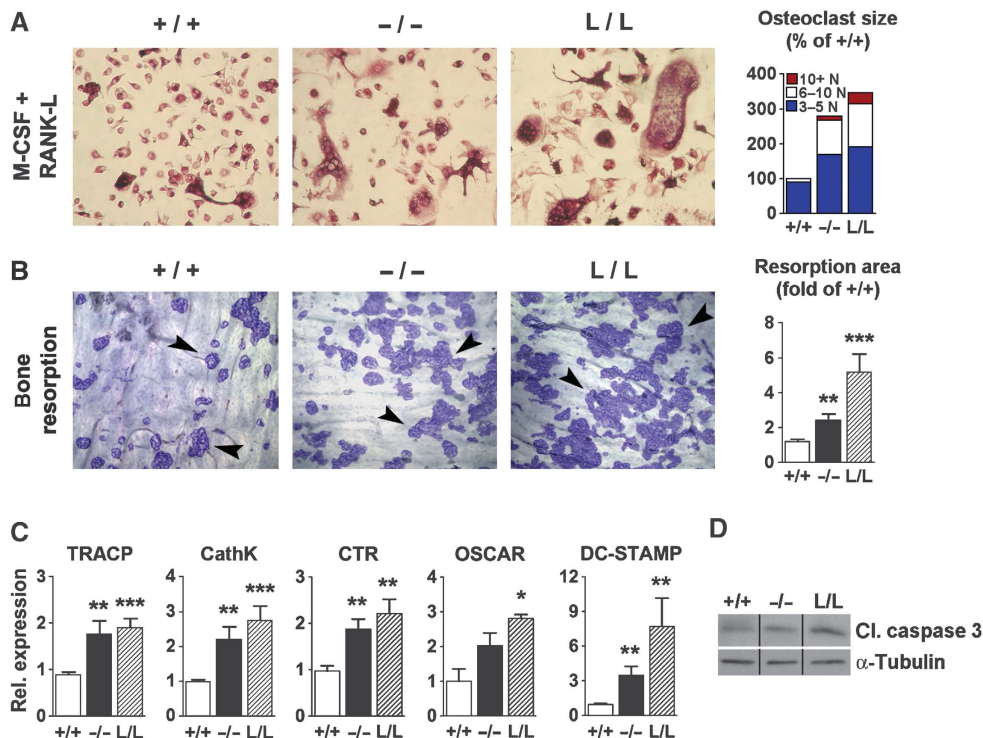 A
+ / +
– / –
L / L
M-CSF +
RANK-L
Osteoclast size
(% of +/+)
400
300
200
100
0
10+ N
6–10 N
3–5 N
+/+ –/– L/L
B
+ / +
– / –
L / L
Bone
resorption
Resorption area
(fold of +/+)
8
6
4
2
0
**
***
+/+ –/– L/L
C
Rel. expression
TRACP
3
2
1
0
**
***
+/+ –/– L/L
CathK
4
3
2
1
0
**
***
+/+ –/– L/L
CTR
3
2
1
0
**
**
+/+ –/– L/L
OSCAR
4
3
2
1
0
*
+/+ –/– L/L
DC-STAMP
12
9
6
3
0
**
**
+/+ –/– L/L
D
+/+ –/– L/L
Cl. caspase 3
α-Tubulin